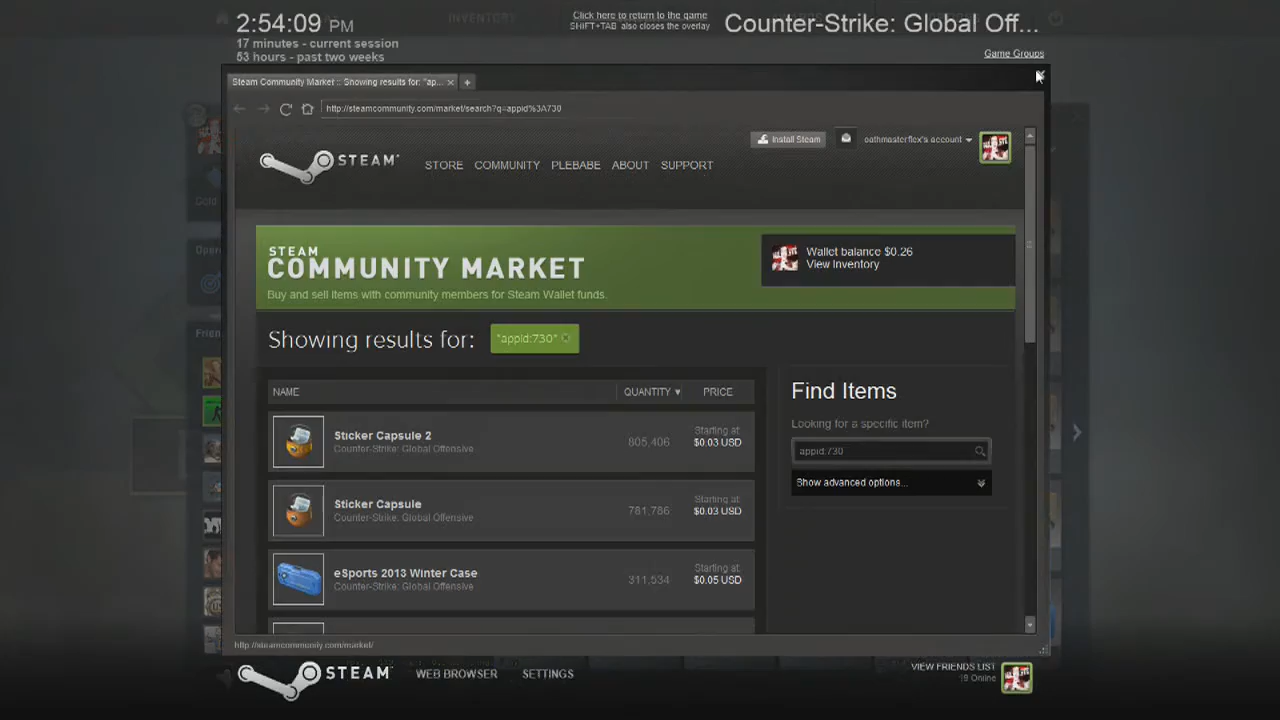 2:54:09 PM
17 minutes - current session
53 hours - past two weeks
INVENTORY
Click here to return to the game
SHIFT+TAB also closes the overlay
Counter-Strike: Global Off...
Game Groups
Steam Community Market :: Showing results for: "ap...
http://steamcommunity.com/market/search?q=appid%3A730
Install Steam
oathmasterflex's account
STEAM
STORE COMMUNITY PLEBABE ABOUT SUPPORT
STEAM
COMMUNITY MARKET
Buy and sell items with community members for Steam Wallet funds.
Wallet balance $0.26
View Inventory
Showing results for: "appid:730"
NAME QUANTITY PRICE
Sticker Capsule 2
Counter-Strike: Global Offensive
805,406
Starting at:
$0.03 USD
Sticker Capsule
Counter-Strike: Global Offensive
781,786
Starting at:
$0.03 USD
eSports 2013 Winter Case
Counter-Strike: Global Offensive
311,534
Starting at:
$0.05 USD
Find Items
Looking for a specific item?
appid:730
Show advanced options...
Gold
Opera
Frien
http://steamcommunity.com/market/
STEAM
WEB BROWSER SETTINGS
VIEW FRIENDS LIST
19 Online